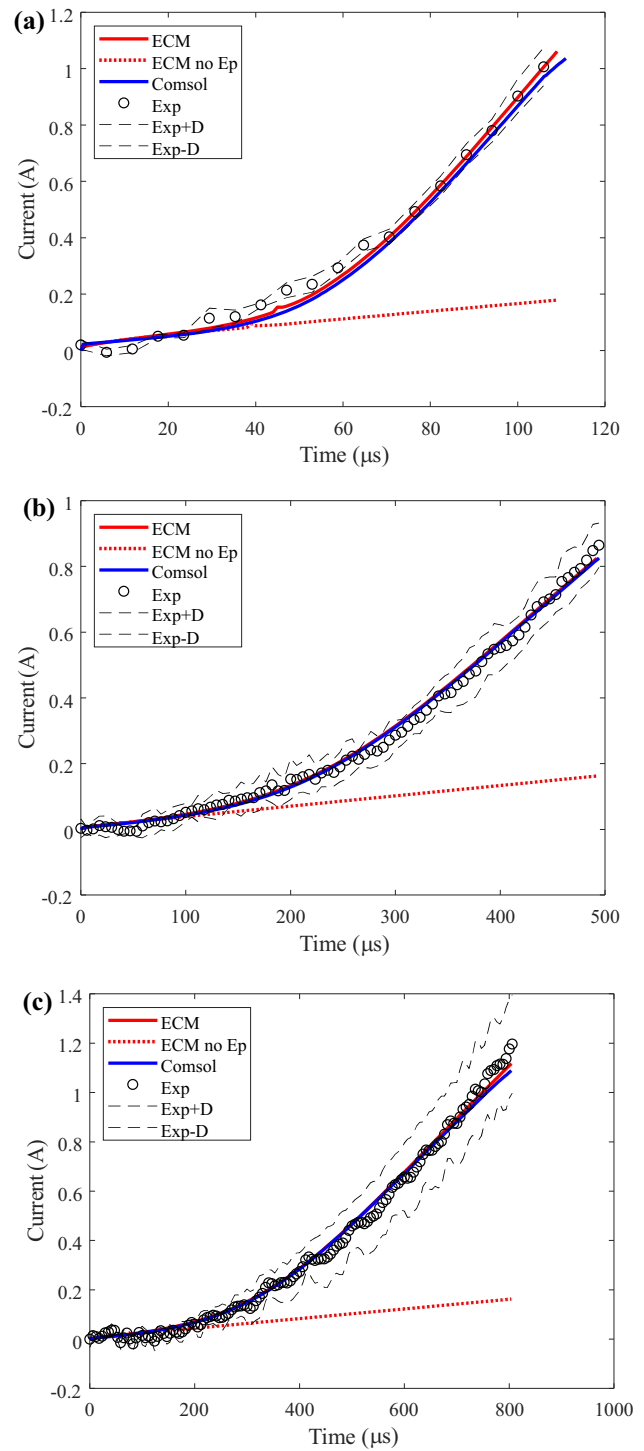 (a)
1.2
1
0.8
0.6
0.4
0.2
0
-0.2
Current (A)
ECM
ECM no Ep
Comsol
Exp
Exp+D
Exp-D
0 20 40 60 80 100 120
Time (μs)
(b)
1
0.8
0.6
0.4
0.2
0
-0.2
Current (A)
ECM
ECM no Ep
Comsol
Exp
Exp+D
Exp-D
0 100 200 300 400 500
Time (μs)
(c)
1.4
1.2
1
0.8
0.6
0.4
0.2
0
-0.2
Current (A)
ECM
ECM no Ep
Comsol
Exp
Exp+D
Exp-D
0 200 400 600 800 1000
Time (μs)